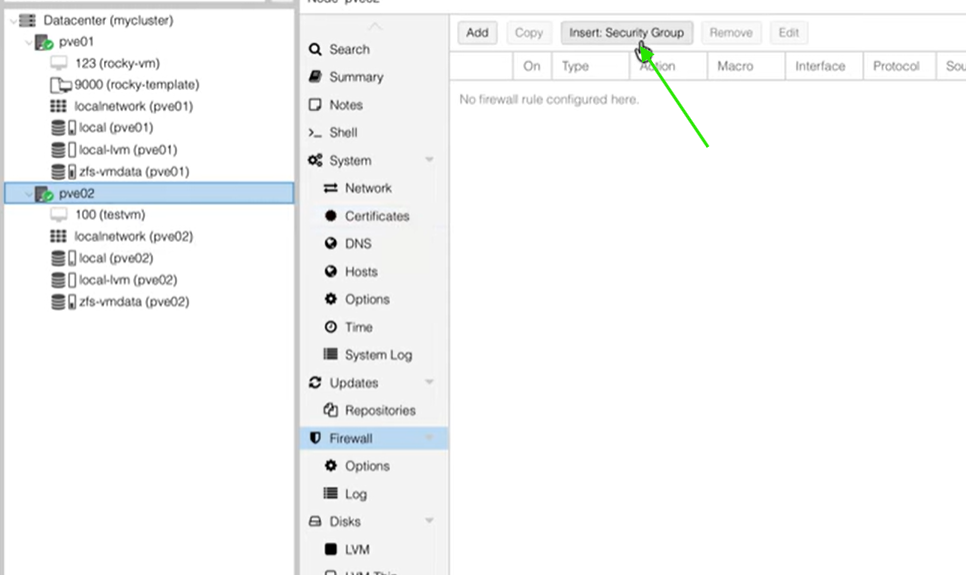 Datacenter (mycluster)
pve01
123 (rocky-vm)
9000 (rocky-template)
localnetwork (pve01)
local (pve01)
local-lvm (pve01)
zfs-vmdata (pve01)
pve02
100 (testvm)
localnetwork (pve02)
local (pve02)
local-lvm (pve02)
zfs-vmdata (pve02)
Search
Summary
Notes
Shell
System
Network
Certificates
DNS
Hosts
Options
Time
System Log
Updates
Repositories
Firewall
Options
Log
Disks
LVM
Add Copy Insert: Security Group Remove Edit
On Type Action Macro Interface Protocol
No firewall rule configured here.